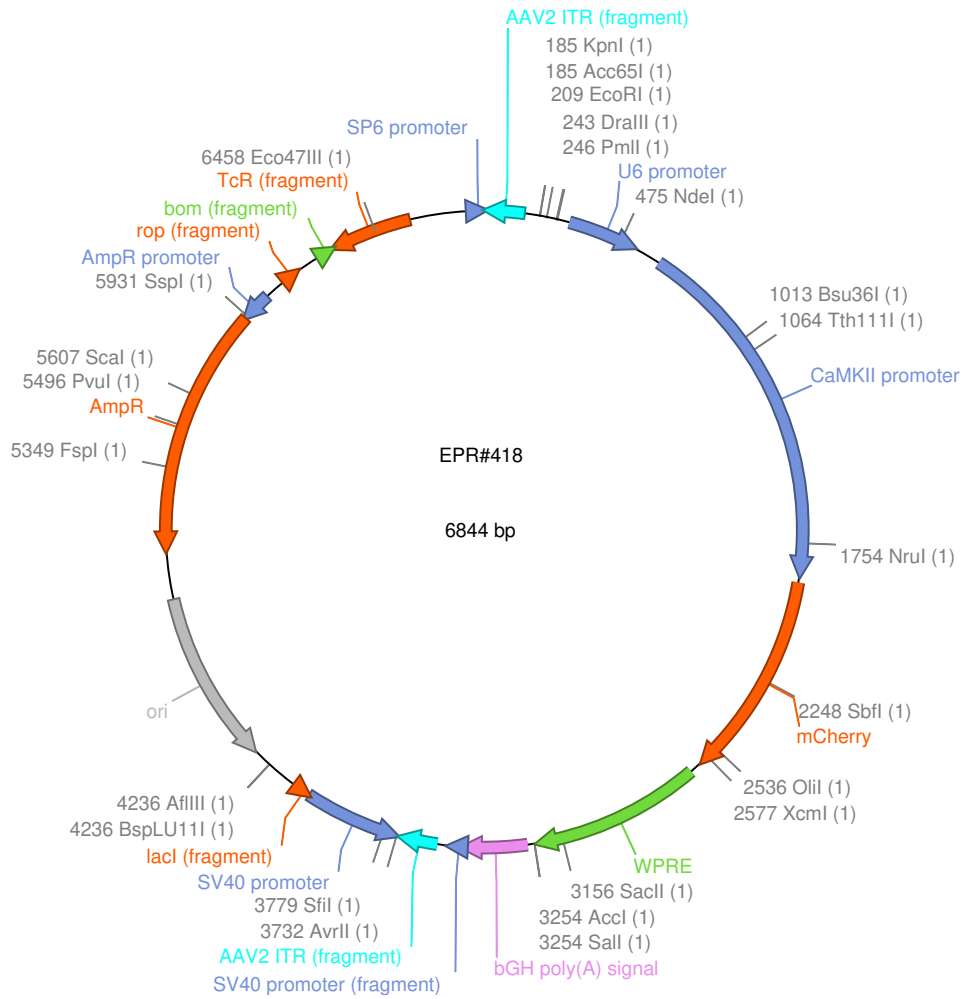 AAV2 ITR (fragment)
185 KpnI (1)
185 Acc65I (1)
209 EcoRI (1)
243 DraIII (1)
246 PmlI (1)
U6 promoter
475 NdeI (1)
SP6 promoter
6458 Eco47III (1)
TcR (fragment)
bom (fragment)
rop (fragment)
AmpR promoter
5931 SspI (1)
1013 Bsu36I (1)
1064 Tth111I (1)
5607 ScaI (1)
5496 PvuI (1)
AmpR
CaMKII promoter
5349 FspI (1)
EPR#418
6844 bp
1754 NruI (1)
ori
2248 SbfI (1)
mCherry
2536 OliI (1)
2577 XcmI (1)
4236 AflIII (1)
4236 BspLU11I (1)
lacI (fragment)
WPRE
SV40 promoter
3156 SacII (1)
3779 SfiI (1)
3254 AccI (1)
3732 AvrII (1)
3254 SalI (1)
AAV2 ITR (fragment)
bGH poly(A) signal
SV40 promoter (fragment)